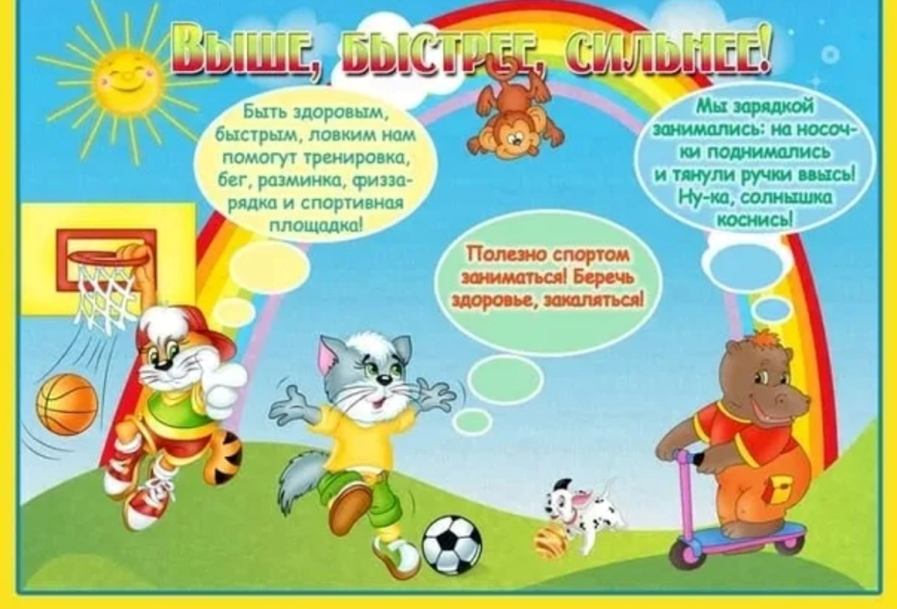 Выше, быстрее, сильнее!
Быть здоровым,
быстрым, ловким нам
помогут тренировка,
бег, разминка, физза-
рядка и спортивная
площадка!
Полезно спортом
заниматься! Беречь
здоровье, закаляться!
Мы зарядкой
занимались: на носоч-
ки поднимались
и тянули ручки ввысь!
Ну-ка, солнышка
коснись!